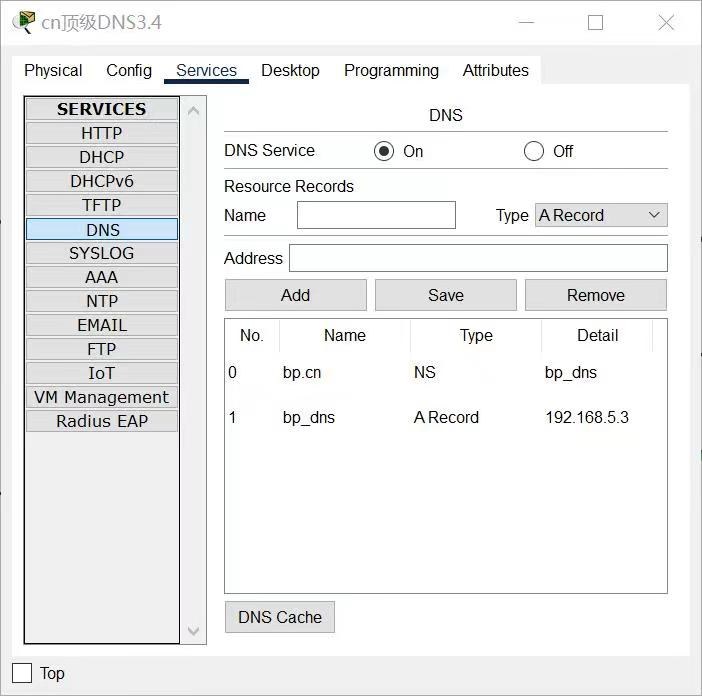 cn顶级DNS3.4
Physical Config Services Desktop Programming Attributes
SERVICES
HTTP
DHCP
DHCPv6
TFTP
DNS
SYSLOG
AAA
NTP
EMAIL
FTP
IoT
VM Management
Radius EAP
DNS
DNS Service On Off
Resource Records
Name Type A Record
Address
Add Save Remove
No. Name Type Detail
0 bp.cn NS bp_dns
1 bp_dns A Record 192.168.5.3
DNS Cache
Top